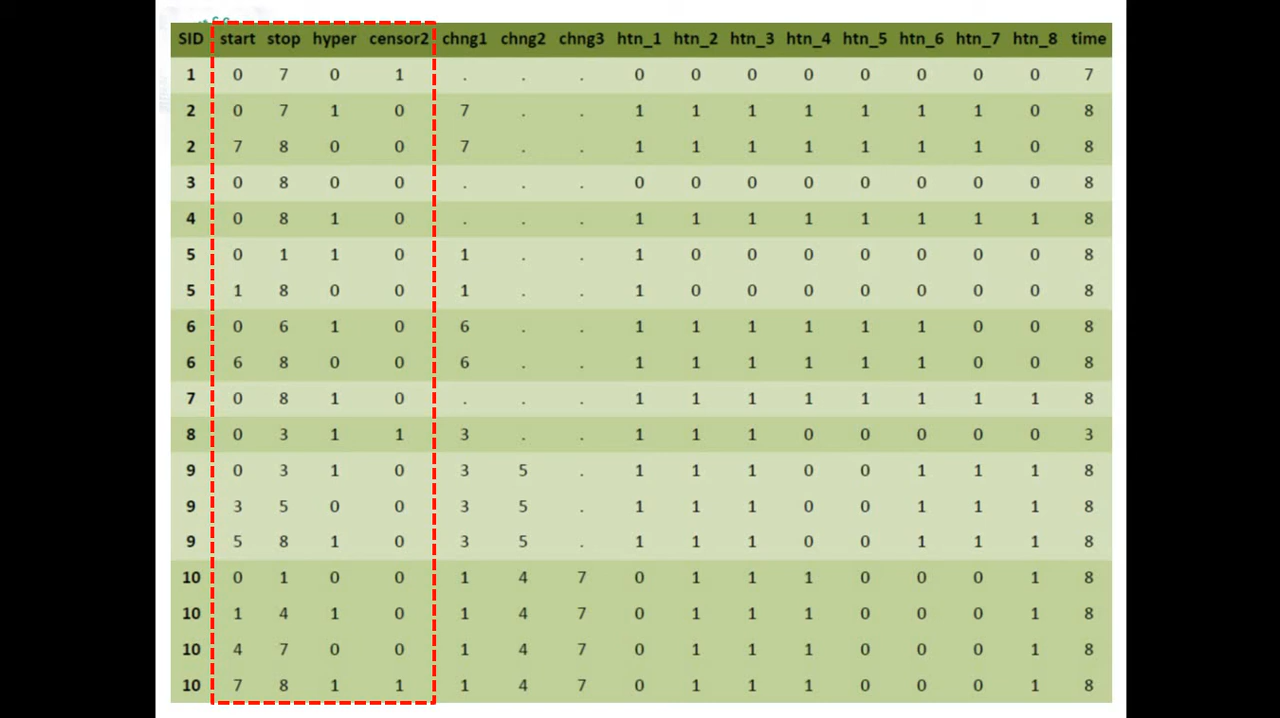 SID start stop hyper censor2 chng1 chng2 chng3 htn_1 htn_2 htn_3 htn_4 htn_5 htn_6 htn_7 htn_8 time
1 0 7 0 1 . . . 0 0 0 0 0 0 0 0 7
2 0 7 1 0 7 . . 1 1 1 1 1 1 1 0 8
2 7 8 0 0 7 . . 1 1 1 1 1 1 1 0 8
3 0 8 0 0 . . . 0 0 0 0 0 0 0 0 8
4 0 8 1 0 . . . 1 1 1 1 1 1 1 1 8
5 0 1 1 0 1 . . 1 0 0 0 0 0 0 0 8
5 1 8 0 0 1 . . 1 0 0 0 0 0 0 0 8
6 0 6 1 0 6 . . 1 1 1 1 1 1 0 0 8
6 6 8 0 0 6 . . 1 1 1 1 1 1 0 0 8
7 0 8 1 0 . . . 1 1 1 1 1 1 1 1 8
8 0 3 1 1 3 . . 1 1 1 0 0 0 0 0 3
9 0 3 1 0 3 5 . 1 1 1 0 0 1 1 1 8
9 3 5 0 0 3 5 . 1 1 1 0 0 1 1 1 8
9 5 8 1 0 3 5 . 1 1 1 0 0 1 1 1 8
10 0 1 0 0 1 4 7 0 1 1 1 0 0 0 1 8
10 1 4 1 0 1 4 7 0 1 1 1 0 0 0 1 8
10 4 7 0 0 1 4 7 0 1 1 1 0 0 0 1 8
10 7 8 1 1 1 4 7 0 1 1 1 0 0 0 1 8